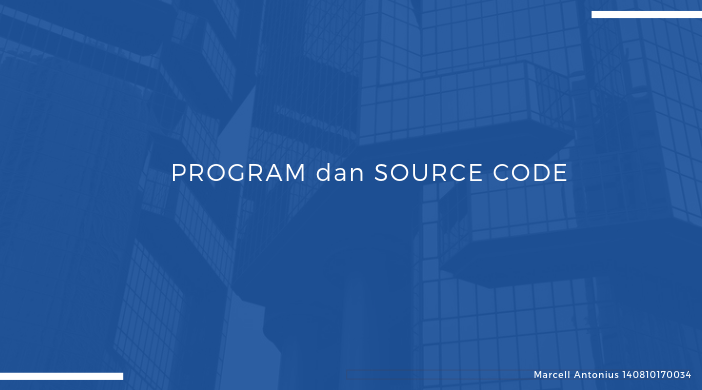 PROGRAM dan SOURCE CODE
Marcell Antonius 140810170034